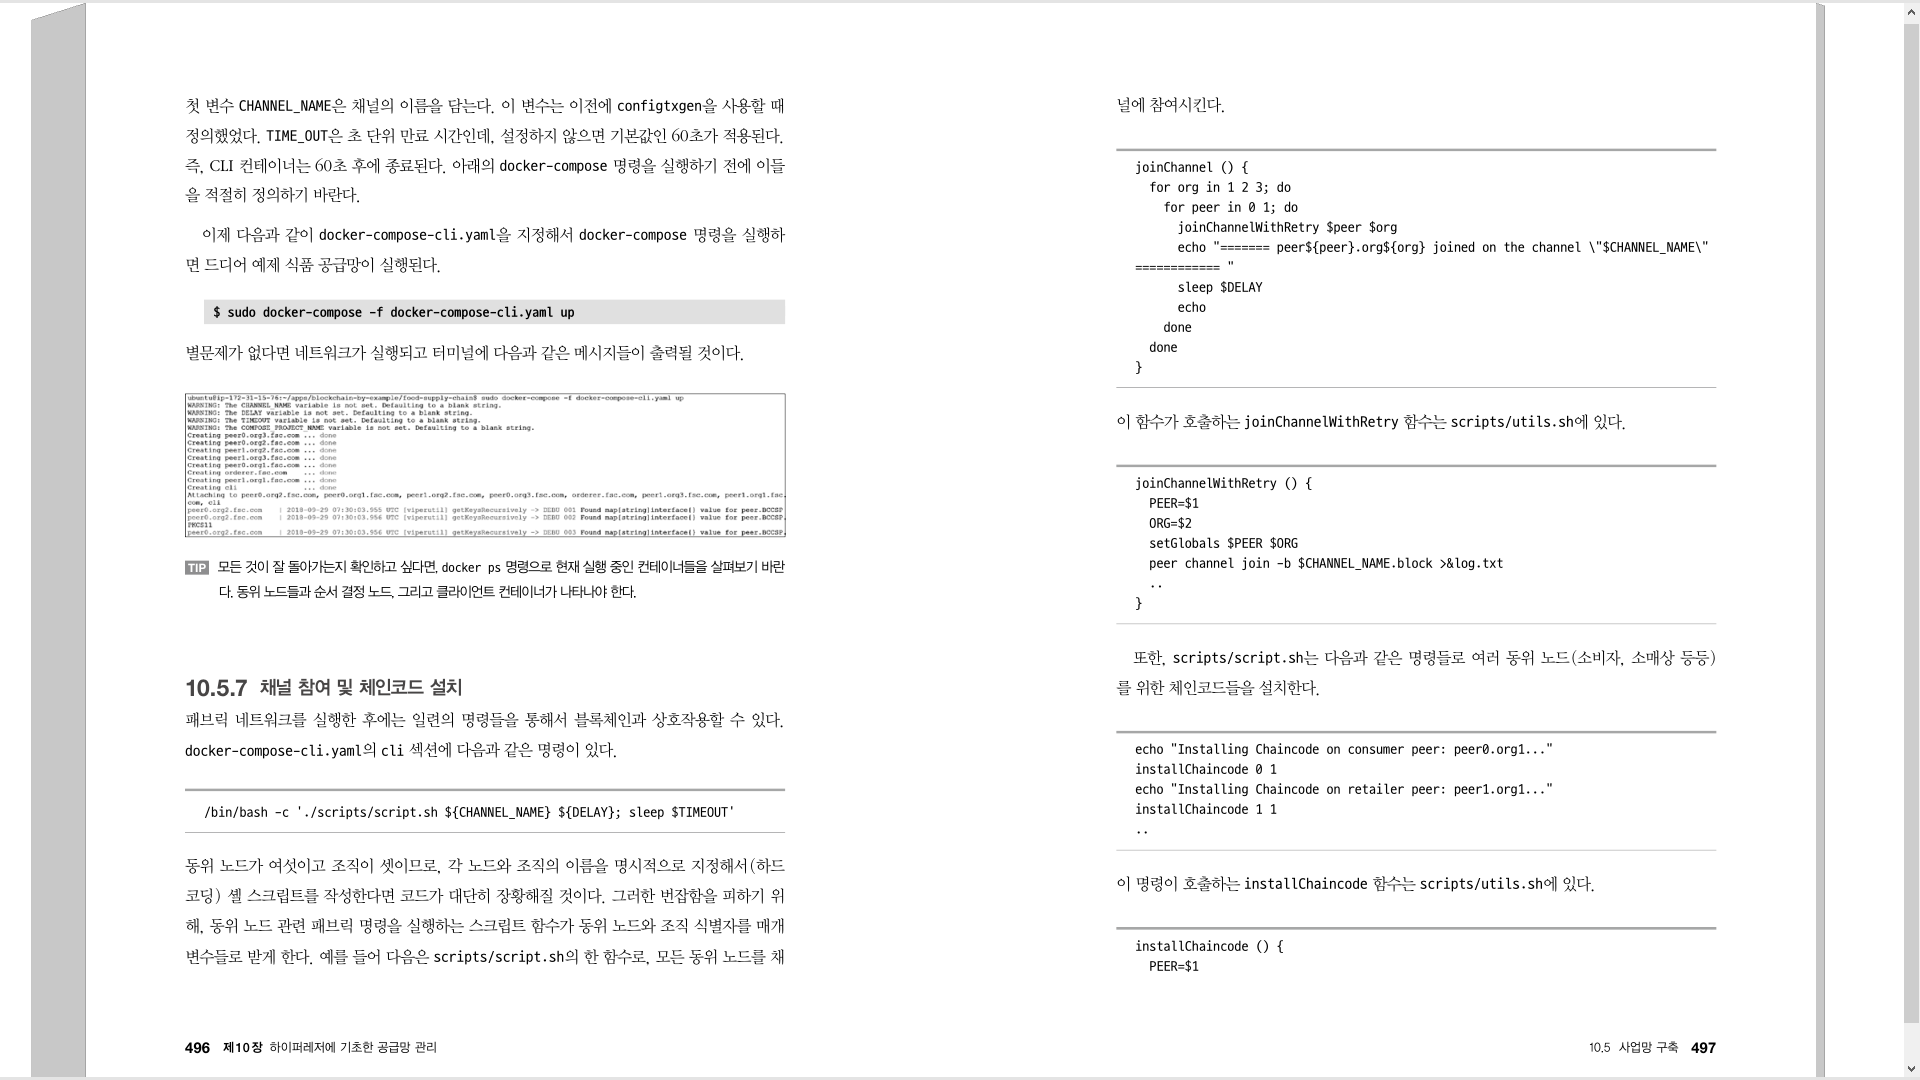 첫 변수 CHANNEL_NAME은 채널의 이름을 담는다. 이 변수는 이전에 configtxgen을 사용할 때
정의했었다. TIME_OUT은 초 단위 만료 시간인데, 설정하지 않으면 기본값인 60초가 적용된다.
즉, CLI 컨테이너는 60초 후에 종료된다. 아래의 docker-compose 명령을 실행하기 전에 이들
을 적절히 정의하기 바란다.
이제 다음과 같이 docker-compose-cli.yaml을 지정해서 docker-compose 명령을 실행하
면 드디어 예제 식품 공급망이 실행된다.
$ sudo docker-compose -f docker-compose-cli.yaml up
별문제가 없다면 네트워크가 실행되고 터미널에 다음과 같은 메시지들이 출력될 것이다.
ubuntu@ip-172-31-15-76:~/apps/blockchain-by-example/food-supply-chain$ sudo docker-compose -f docker-compose-cli.yaml up
WARNING: The CHANNEL_NAME variable is not set. Defaulting to a blank string.
WARNING: The DELAY variable is not set. Defaulting to a blank string.
WARNING: The TIMEOUT variable is not set. Defaulting to a blank string.
WARNING: The COMPOSE_PROJECT_NAME variable is not set. Defaulting to a blank string.
Creating peer0.org3.fsc.com ... done
Creating peer0.org2.fsc.com ... done
Creating peer1.org2.fsc.com ... done
Creating peer1.org3.fsc.com ... done
Creating peer0.org1.fsc.com ... done
Creating orderer.fsc.com ... done
Creating peer1.org1.fsc.com ... done
Creating cli ... done
Attaching to peer0.org2.fsc.com, peer0.org1.fsc.com, peer1.org2.fsc.com, peer0.org3.fsc.com, orderer.fsc.com, peer1.org3.fsc.com, peer1.org1.fsc.
com, cli
peer0.org2.fsc.com | 2018-09-29 07:30:03.955 UTC [viperutil] getKeysRecursively -> DEBU 001 Found map[string]interface{} value for peer.BCCSP
peer0.org2.fsc.com | 2018-09-29 07:30:03.956 UTC [viperutil] getKeysRecursively -> DEBU 002 Found map[string]interface{} value for peer.BCCSP.
PKCS11
peer0.org2.fsc.com | 2018-09-29 07:30:03.956 UTC [viperutil] getKeysRecursively -> DEBU 003 Found map[string]interface{} value for peer.BCCSP.
TIP 모든 것이 잘 돌아가는지 확인하고 싶다면, docker ps 명령으로 현재 실행 중인 컨테이너들을 살펴보기 바란
다. 동위 노드들과 순서 결정 노드, 그리고 클라이언트 컨테이너가 나타나야 한다.
10.5.7 채널 참여 및 체인코드 설치
패브릭 네트워크를 실행한 후에는 일련의 명령들을 통해서 블록체인과 상호작용할 수 있다.
docker-compose-cli.yaml의 cli 섹션에 다음과 같은 명령이 있다.
/bin/bash -c './scripts/script.sh ${CHANNEL_NAME} ${DELAY}; sleep $TIMEOUT'
동위 노드가 여섯이고 조직이 셋이므로, 각 노드와 조직의 이름을 명시적으로 지정해서(하드
코딩) 셸 스크립트를 작성한다면 코드가 대단히 장황해질 것이다. 그러한 번잡함을 피하기 위
해, 동위 노드 관련 패브릭 명령을 실행하는 스크립트 함수가 동위 노드와 조직 식별자를 매개
변수들로 받게 한다. 예를 들어 다음은 scripts/script.sh의 한 함수로, 모든 동위 노드를 채
496 제10장 하이퍼레저에 기초한 공급망 관리
널에 참여시킨다.
joinChannel () {
for org in 1 2 3; do
for peer in 0 1; do
joinChannelWithRetry $peer $org
echo "======= peer${peer}.org${org} joined on the channel \"$CHANNEL_NAME\"
============ "
sleep $DELAY
echo
done
done
}
이 함수가 호출하는 joinChannelWithRetry 함수는 scripts/utils.sh에 있다.
joinChannelWithRetry () {
PEER=$1
ORG=$2
setGlobals $PEER $ORG
peer channel join -b $CHANNEL_NAME.block >&log.txt
..
}
또한, scripts/script.sh는 다음과 같은 명령들로 여러 동위 노드(소비자, 소매상 등등)
를 위한 체인코드들을 설치한다.
echo "Installing Chaincode on consumer peer: peer0.org1..."
installChaincode 0 1
echo "Installing Chaincode on retailer peer: peer1.org1..."
installChaincode 1 1
..
이 명령이 호출하는 installChaincode 함수는 scripts/utils.sh에 있다.
installChaincode () {
PEER=$1
10.5 사업망 구축 497